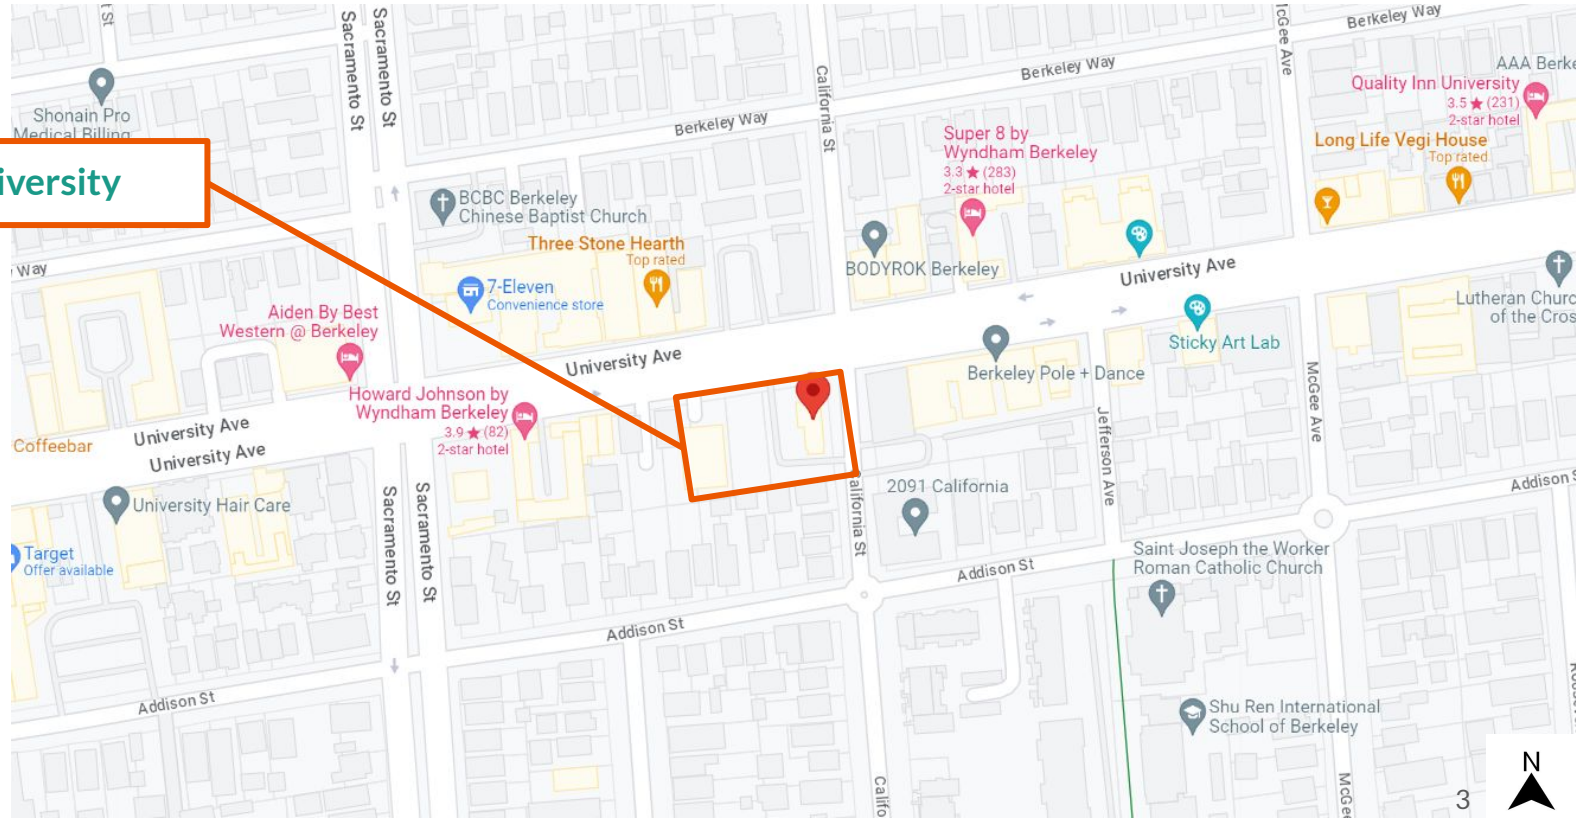 Sacramento St
Sacramento St
California St
McGee Ave
Berkeley Way
Berkeley Way
Berkeley Way
AAA Berke
Shonain Pro
Medical Billing
iversity
Quality Inn University
3.5 ★ (231)
2-star hotel
Long Life Vegi House
Top rated
Super 8 by
Wyndham Berkeley
3.3 ★ (283)
2-star hotel
BCBC Berkeley
Chinese Baptist Church
Three Stone Hearth
Top rated
BODYROK Berkeley
University Ave
Way
7-Eleven
Convenience store
Lutheran Churc
of the Cros
Aiden By Best
Western @ Berkeley
Sticky Art Lab
University Ave
Berkeley Pole + Dance
Howard Johnson by
Wyndham Berkeley
3.9 ★ (82)
2-star hotel
McGee Ave
Jefferson Ave
Coffeebar
University Ave
University Ave
University Hair Care
Sacramento St
Sacramento St
alifornia St
2091 California
Addison S
Target
Offer available
Saint Joseph the Worker
Roman Catholic Church
Addison St
Addison St
Addison St
Shu Ren International
School of Berkeley
Califo
McGe
3
N